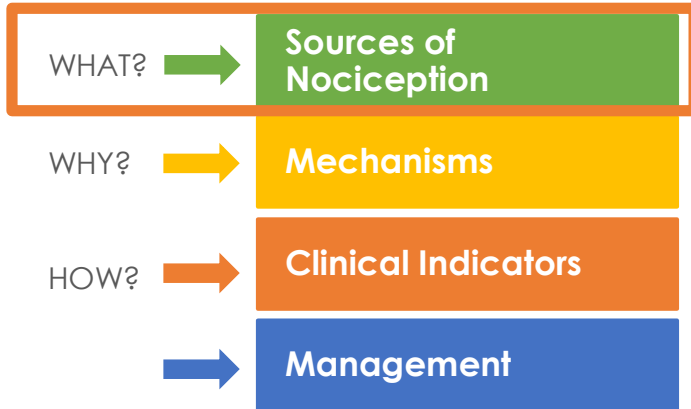 WHAT?
Sources of
Nociception
WHY?
Mechanisms
HOW?
Clinical Indicators
Management